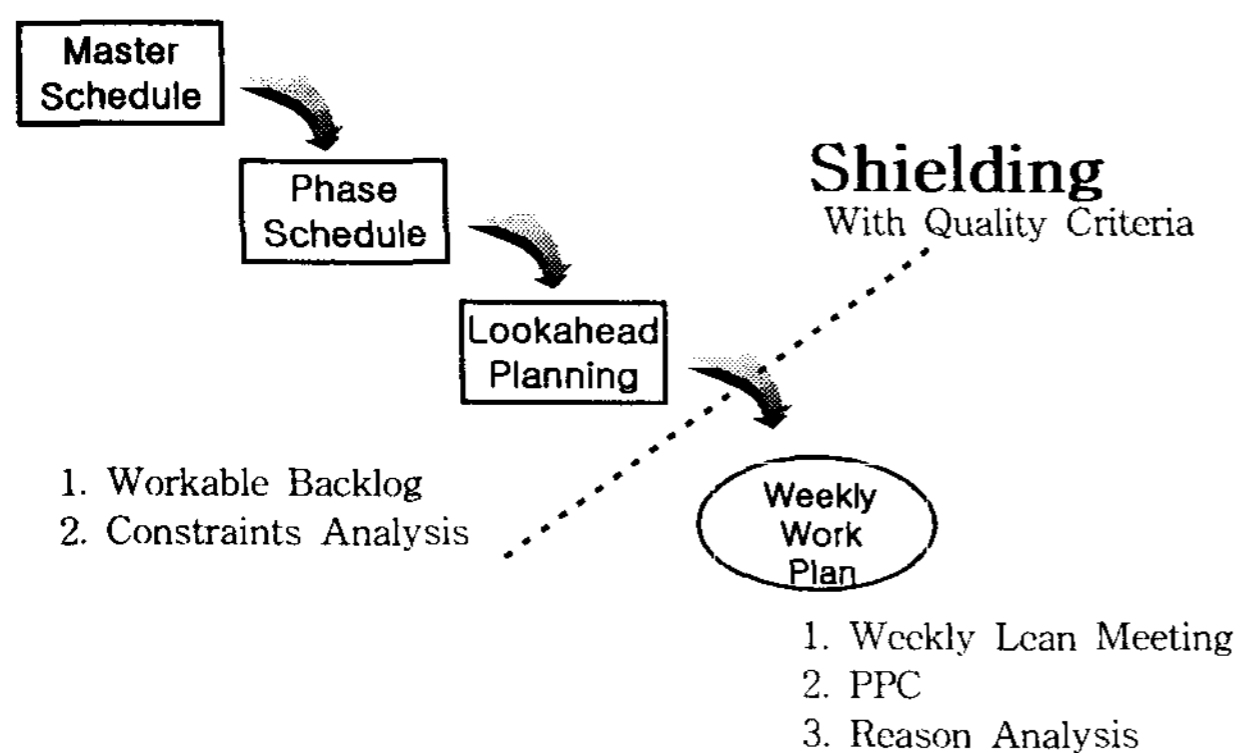 Master
Schedule
Phase
Schedule
Shielding
With Quality Criteria
Lookahead
Planning
1. Workable Backlog
2. Constraints Analysis
Weekly
Work
Plan
1. Weekly Lean Meeting
2. PPC
3. Reason Analysis